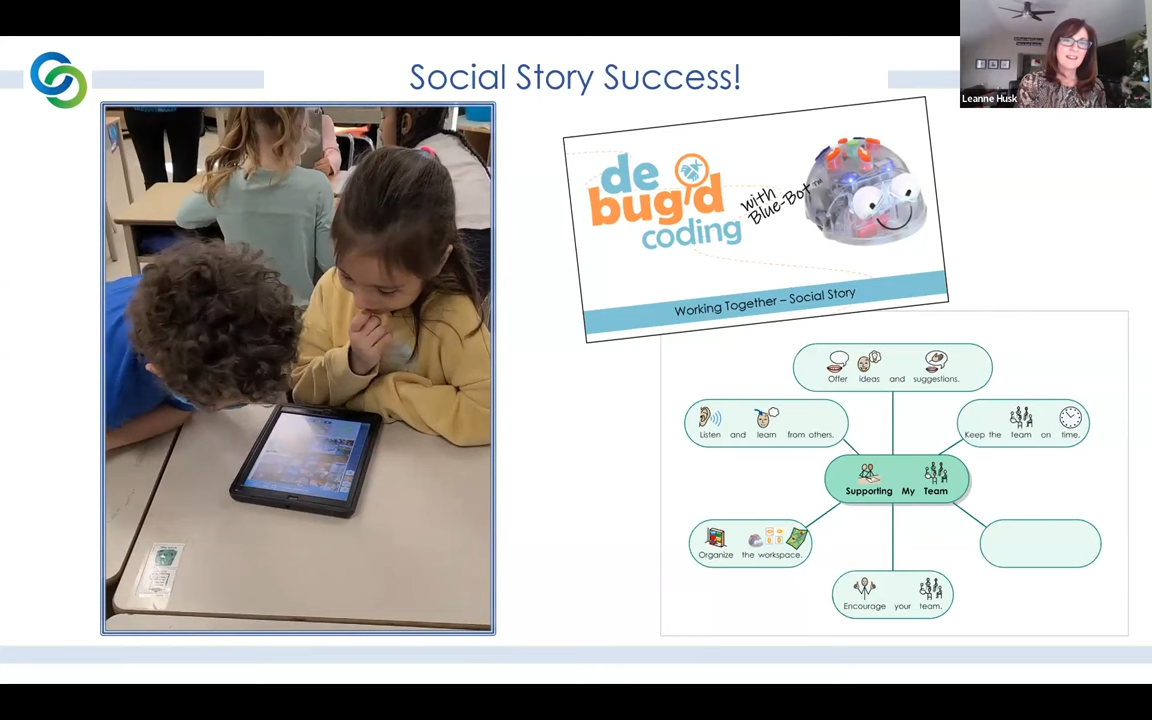 Social Story Success!
Leanne Husk
de
bug'd
coding
with
Blue-Bot™
Working Together – Social Story
Offer ideas and suggestions.
Listen and learn from others.
Keep the team on time.
Supporting My Team
Organize the workspace.
Encourage your team.